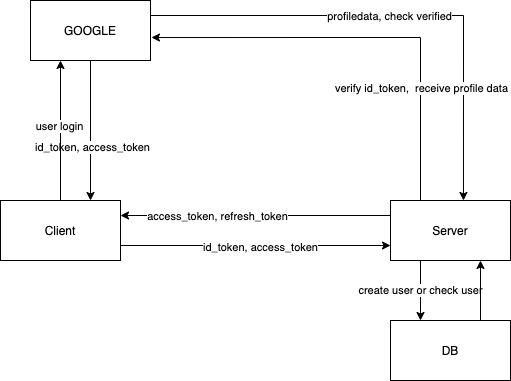 GOOGLE
profiledata, check verified
verify id_token,  receive profile data
user login
id_token, access_token
access_token, refresh_token
Client
Server
id_token, access_token
create user or check user
DB